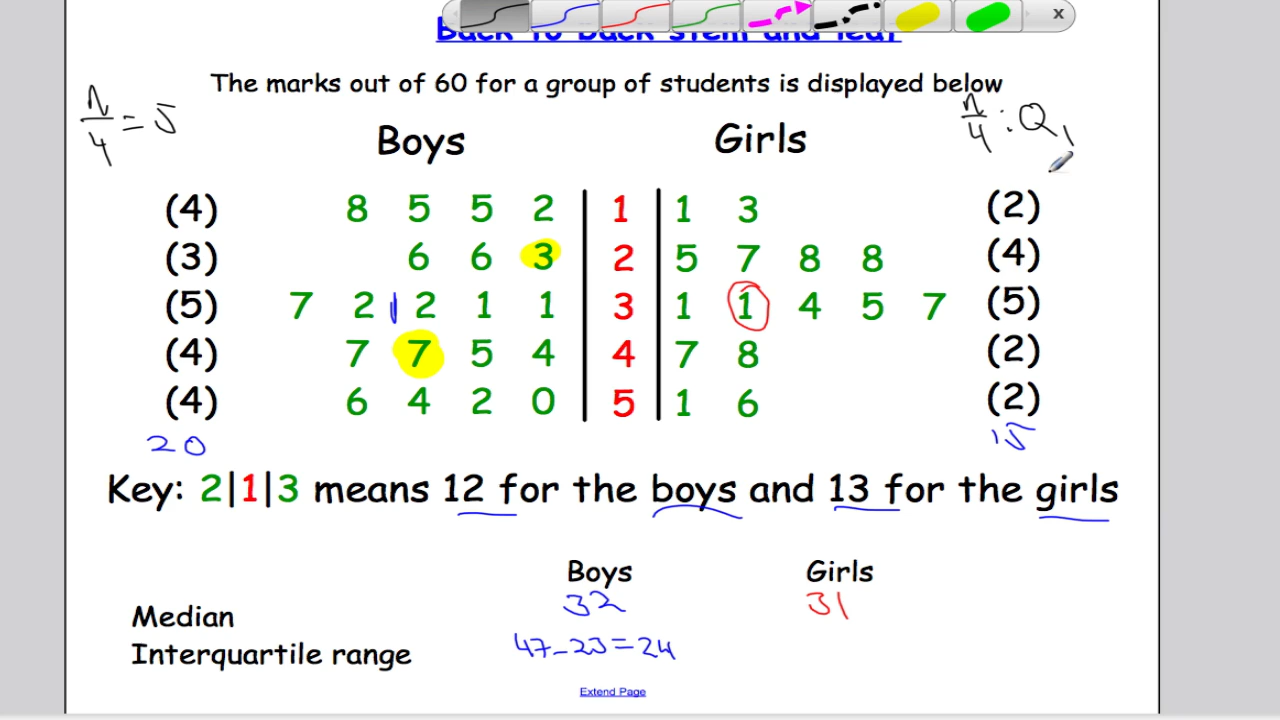 Back to back stem and leaf
The marks out of 60 for a group of students is displayed below
n/4 = 5
n/4 : Q1
Boys Girls
(4) 8 5 5 2 | 1 | 1 3 (2)
(3) 6 6 3 | 2 | 5 7 8 8 (4)
(5) 7 2 2 1 1 | 3 | 1 1 4 5 7 (5)
(4) 7 7 5 4 | 4 | 7 8 (2)
(4) 6 4 2 0 | 5 | 1 6 (2)
20 15
Key: 2|1|3 means 12 for the boys and 13 for the girls
Boys Girls
Median 32 31
Interquartile range 47-23=24
Extend Page
x